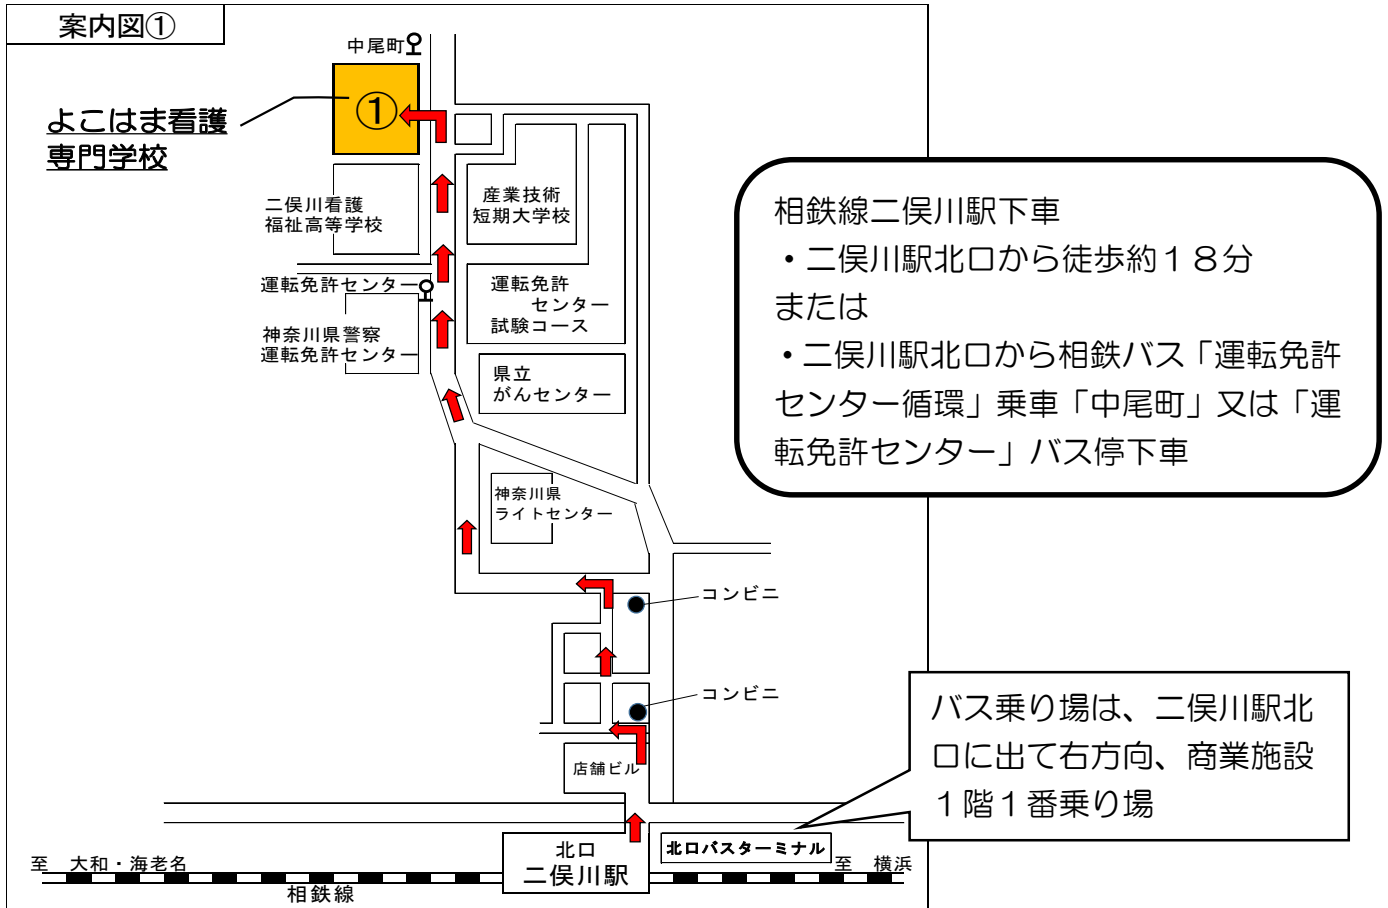 案内図①
中尾町
①
よこはま看護
専門学校
二俣川看護
福祉高等学校
産業技術
短期大学校
運転免許センター
運転免許
センター
試験コース
神奈川県警察
運転免許センター
県立
がんセンター
神奈川県
ライトセンター
コンビニ
コンビニ
店舗ビル
北口
二俣川駅
北口バスターミナル
至 大和・海老名
至 横浜
相鉄線
相鉄線二俣川駅下車
・二俣川駅北口から徒歩約１８分
または
・二俣川駅北口から相鉄バス「運転免許
センター循環」乗車「中尾町」又は「運
転免許センター」バス停下車
バス乗り場は、二俣川駅北
口に出て右方向、商業施設
１階１番乗り場